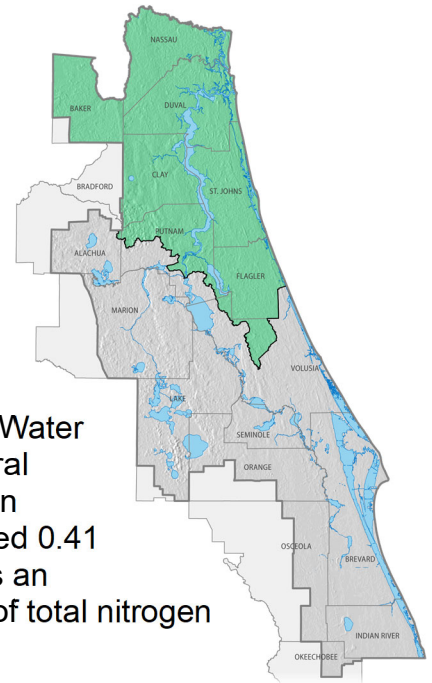 NASSAU
BAKER
DUVAL
CLAY
BRADFORD
ST. JOHNS
PUTNAM
ALACHUA
FLAGLER
MARION
VOLUSIA
LAKE
Water
ral
SEMINOLE
n
ORANGE
ed 0.41
s an
OSCEOLA
BREVARD
of total nitrogen
INDIAN RIVER
OKEECHOBEE